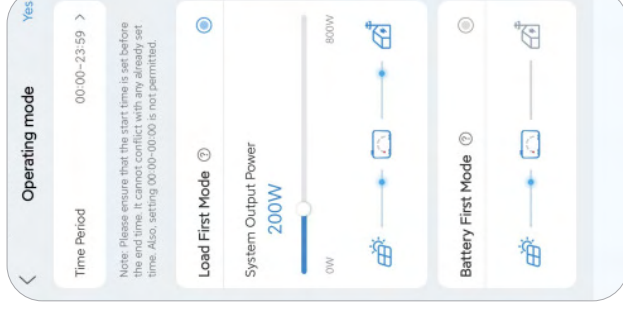 Operating mode
Yes
Time Period
00:00-23:59 >
Note: Please ensure that the start time is set before
the end time. It cannot conflict with any already set
time. Also, setting 00:00-00:00 is not permitted.
Load First Mode ?
System Output Power
200W
0W
800W
Battery First Mode ?